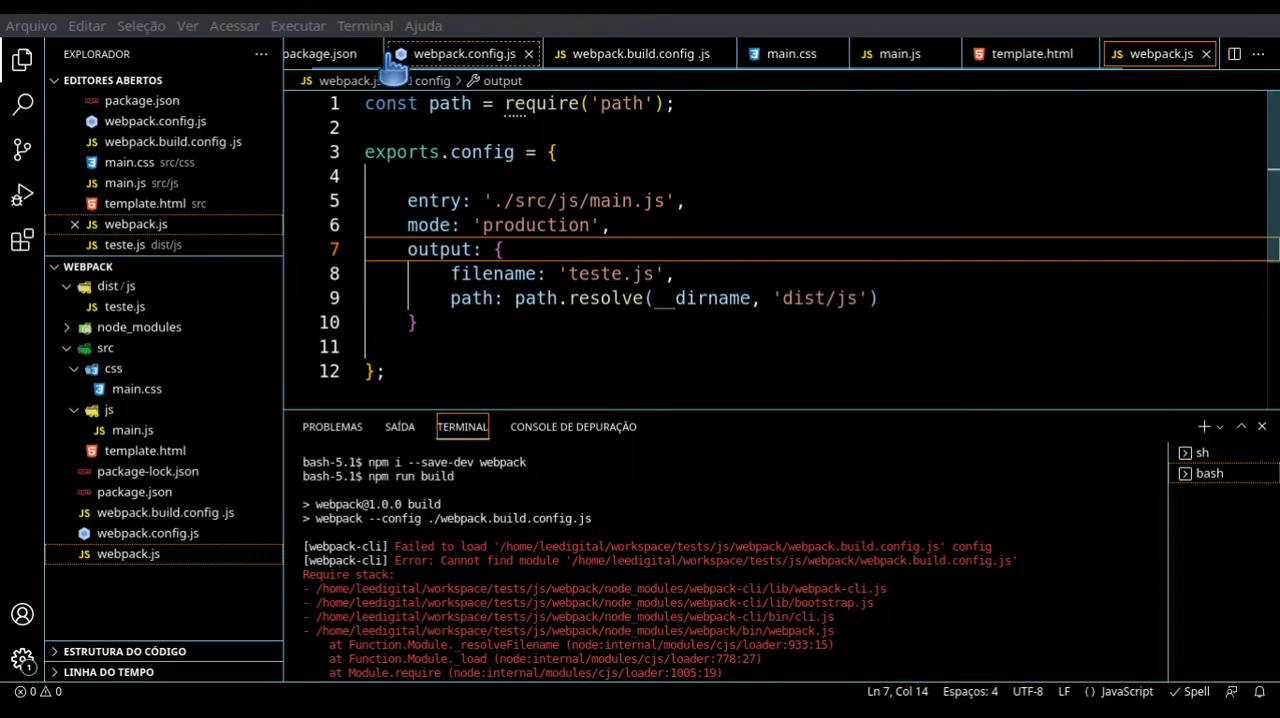 Arquivo Editar Seleção Ver Acessar Executar Terminal Ajuda
EXPLORADOR
package.json webpack.config.js webpack.build.config .js main.css main.js template.html webpack.js
EDITORES ABERTOS
package.json
webpack.config.js
webpack.build.config .js
main.css src/css
main.js src/js
template.html src
webpack.js
teste.js dist/js
WEBPACK
dist / js
teste.js
node_modules
src
css
main.css
js
main.js
template.html
package-lock.json
package.json
webpack.build.config .js
webpack.config.js
webpack.js
ESTRUTURA DO CÓDIGO
LINHA DO TEMPO
JS webpack.js config > output
1 const path = require('path');
2
3 exports.config = {
4
5 entry: './src/js/main.js',
6 mode: 'production',
7 output: {
8 filename: 'teste.js',
9 path: path.resolve(__dirname, 'dist/js')
10 }
11
12 };
PROBLEMAS SAÍDA TERMINAL CONSOLE DE DEPURAÇÃO
bash-5.1$ npm i --save-dev webpack
bash-5.1$ npm run build
> webpack@1.0.0 build
> webpack --config ./webpack.build.config.js
[webpack-cli] Failed to load '/home/leedigital/workspace/tests/js/webpack/webpack.build.config.js' config
[webpack-cli] Error: Cannot find module '/home/leedigital/workspace/tests/js/webpack/webpack.build.config.js'
Require stack:
- /home/leedigital/workspace/tests/js/webpack/node_modules/webpack-cli/lib/webpack-cli.js
- /home/leedigital/workspace/tests/js/webpack/node_modules/webpack-cli/lib/bootstrap.js
- /home/leedigital/workspace/tests/js/webpack/node_modules/webpack-cli/bin/cli.js
- /home/leedigital/workspace/tests/js/webpack/node_modules/webpack/bin/webpack.js
at Function.Module._resolveFilename (node:internal/modules/cjs/loader:933:15)
at Function.Module._load (node:internal/modules/cjs/loader:778:27)
at Module.require (node:internal/modules/cjs/loader:1005:19)
sh
bash
0 0 Ln 7, Col 14 Espaços: 4 UTF-8 LF {} JavaScript Spell